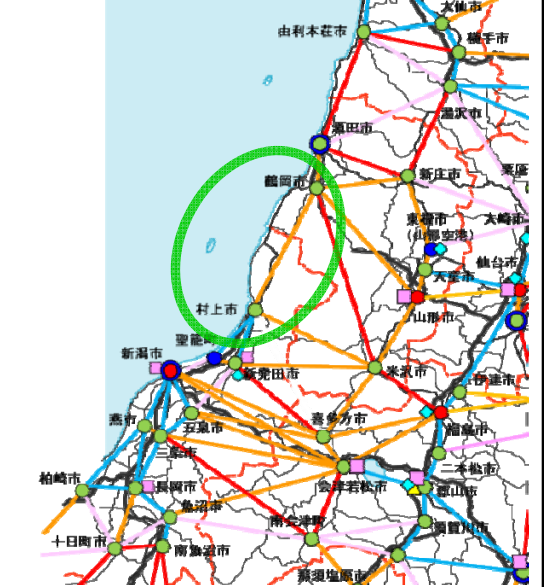 大仙市
由利本荘市
横手市
湯沢市
酒田市
鶴岡市
新庄市
栗原
東根市
大崎市
(山形空港)
仙台市
天童市
村上市
山形市
聖籠町
新潟市
新発田市
米沢市
伊達市
燕市
五泉市
喜多方市
福島市
三条市
二本松市
柏崎市
長岡市
会津若松市
郡山市
魚沼市
南会津町
須賀川市
十日町市
南魚沼市
那須塩原市